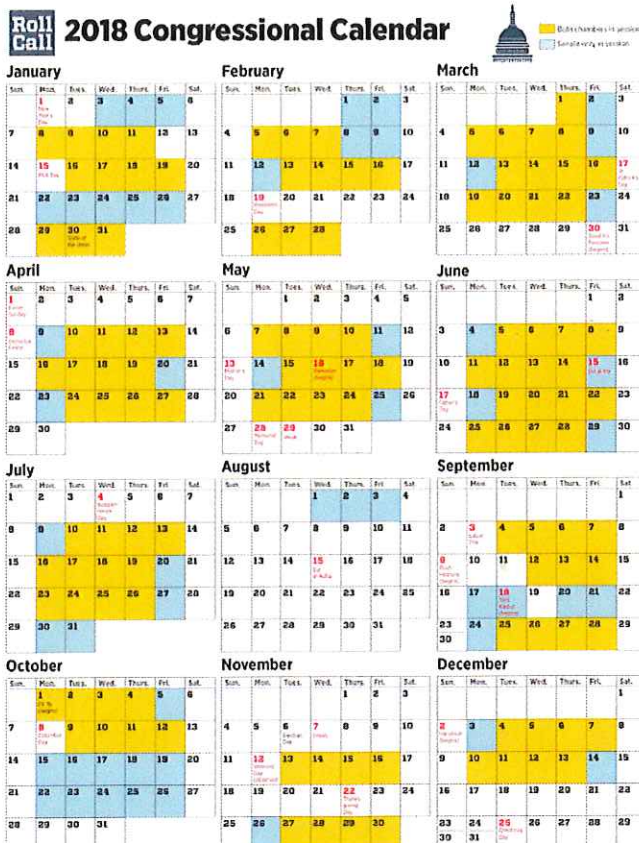 Roll Call
2018 Congressional Calendar
Both chambers in session
Senate only in session
January
Sun. Mon. Tues. Wed. Thurs. Fri. Sat.
1 2 3 4 5 6
New Year's Day
7 8 9 10 11 12 13
14 15 16 17 18 19 20
MLK Day
21 22 23 24 25 26 27
28 29 30 31
State of the Union
February
Sun. Mon. Tues. Wed. Thurs. Fri. Sat.
1 2 3
4 5 6 7 8 9 10
11 12 13 14 15 16 17
18 19 20 21 22 23 24
Presidents Day
25 26 27 28
March
Sun. Mon. Tues. Wed. Thurs. Fri. Sat.
1 2 3
4 5 6 7 8 9 10
11 12 13 14 15 16 17
Day
18 19 20 21 22 23 24
25 26 27 28 29 30 31
Good Fri.
Passover
(begins)
April
Sun. Mon. Tues. Wed. Thurs. Fri. Sat.
1 2 3 4 5 6 7
Easter Sunday
8 9 10 11 12 13 14
Easter
15 16 17 18 19 20 21
22 23 24 25 26 27 28
29 30
May
Sun. Mon. Tues. Wed. Thurs. Fri. Sat.
1 2 3 4 5
6 7 8 9 10 11 12
13 14 15 16 17 18 19
Mother's Day
Ramadan (begins)
20 21 22 23 24 25 26
27 28 29 30 31
Memorial Day
June
Sun. Mon. Tues. Wed. Thurs. Fri. Sat.
1 2
3 4 5 6 7 8 9
10 11 12 13 14 15 16
17 18 19 20 21 22 23
Father's Day
24 25 26 27 28 29 30
July
Sun. Mon. Tues. Wed. Thurs. Fri. Sat.
1 2 3 4 5 6 7
8 9 10 11 12 13 14
15 16 17 18 19 20 21
22 23 24 25 26 27 28
29 30 31
August
Sun. Mon. Tues. Wed. Thurs. Fri. Sat.
1 2 3 4
5 6 7 8 9 10 11
12 13 14 15 16 17 18
19 20 21 22 23 24 25
26 27 28 29 30 31
September
Sun. Mon. Tues. Wed. Thurs. Fri. Sat.
1
2 3 4 5 6 7 8
Labor Day
9 10 11 12 13 14 15
16 17 18 19 20 21 22
23 24 25 26 27 28 29
30
October
Sun. Mon. Tues. Wed. Thurs. Fri. Sat.
1 2 3 4 5 6
7 8 9 10 11 12 13
Columbus Day
14 15 16 17 18 19 20
21 22 23 24 25 26 27
28 29 30 31
November
Sun. Mon. Tues. Wed. Thurs. Fri. Sat.
1 2 3
4 5 6 7 8 9 10
Election Day
11 12 13 14 15 16 17
Veterans Day
18 19 20 21 22 23 24
Thanksgiving Day
25 26 27 28 29 30
December
Sun. Mon. Tues. Wed. Thurs. Fri. Sat.
1
2 3 4 5 6 7 8
9 10 11 12 13 14 15
16 17 18 19 20 21 22
23 24 25 26 27 28 29
Christmas Day
30 31